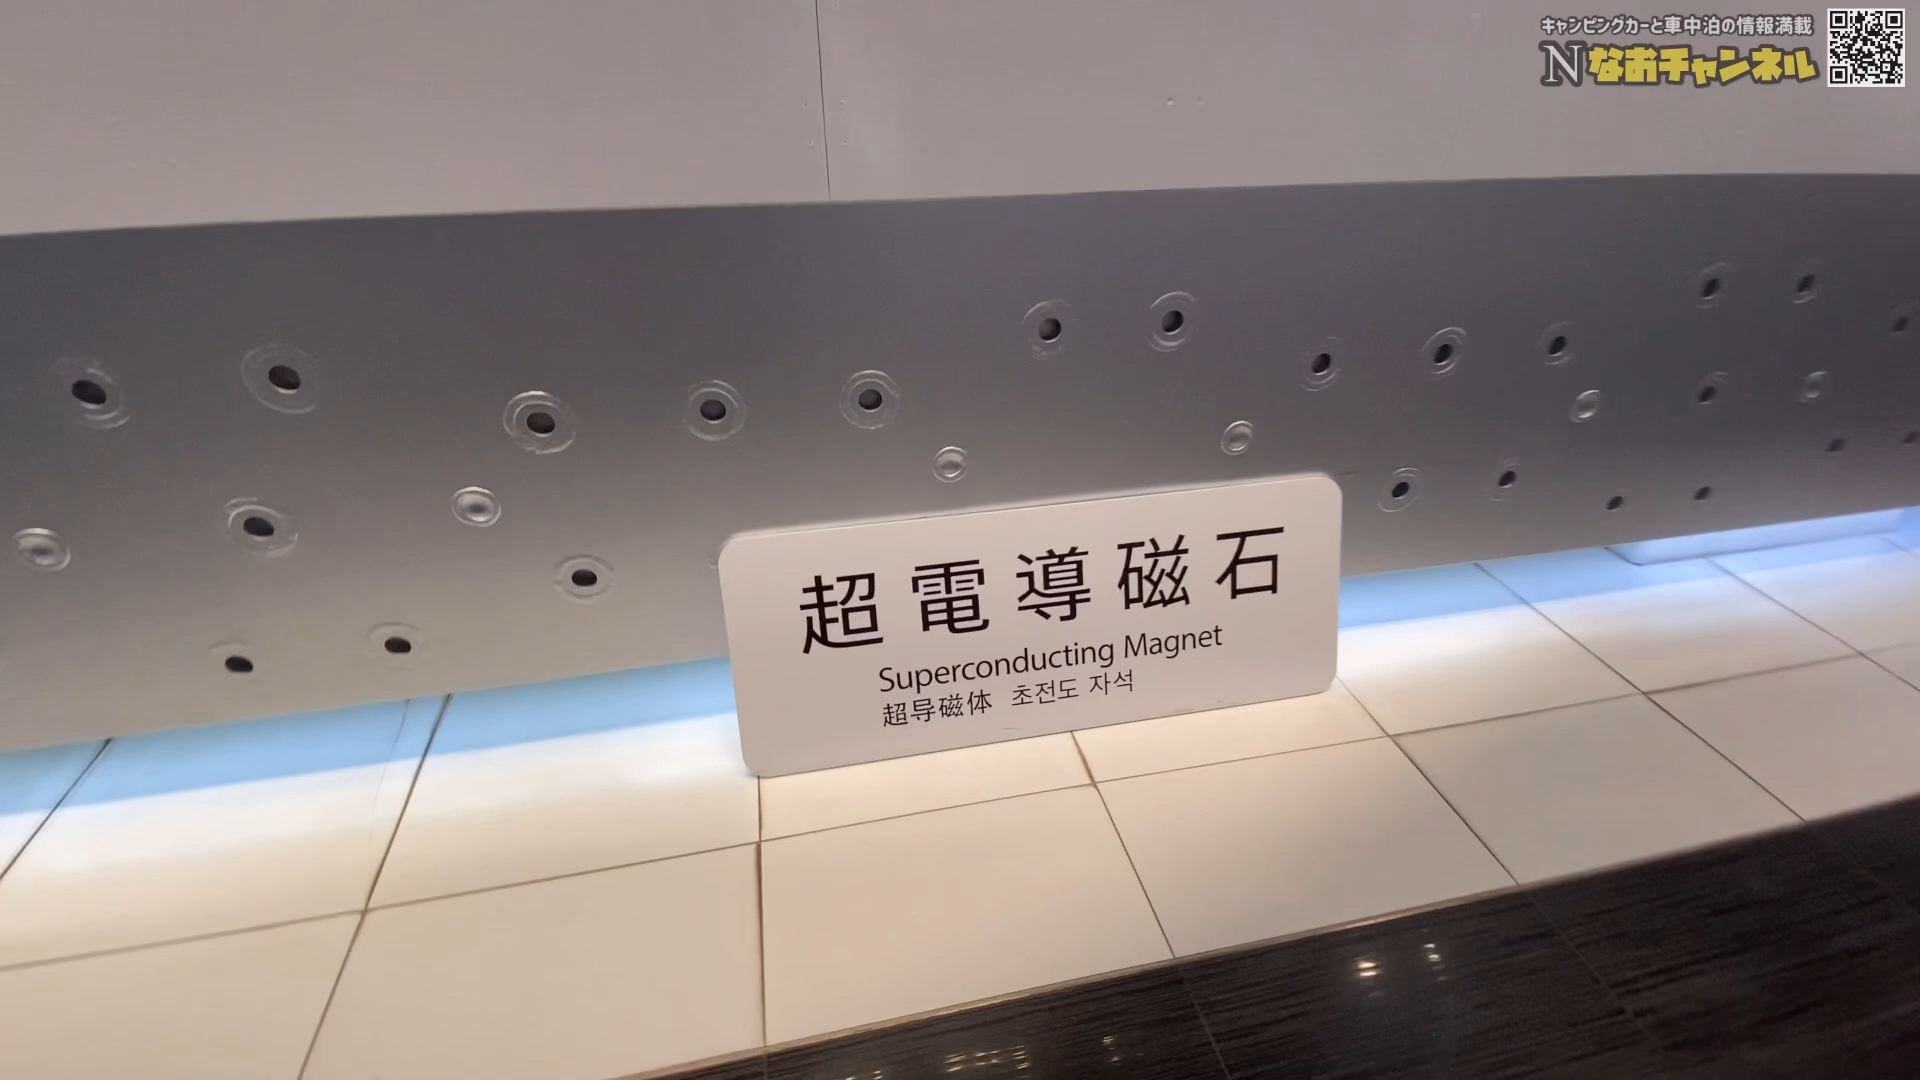 キャンピングカーと車中泊の情報満載
Nなおチャンネル
超電導磁石
Superconducting Magnet
超导磁体 초전도 자석